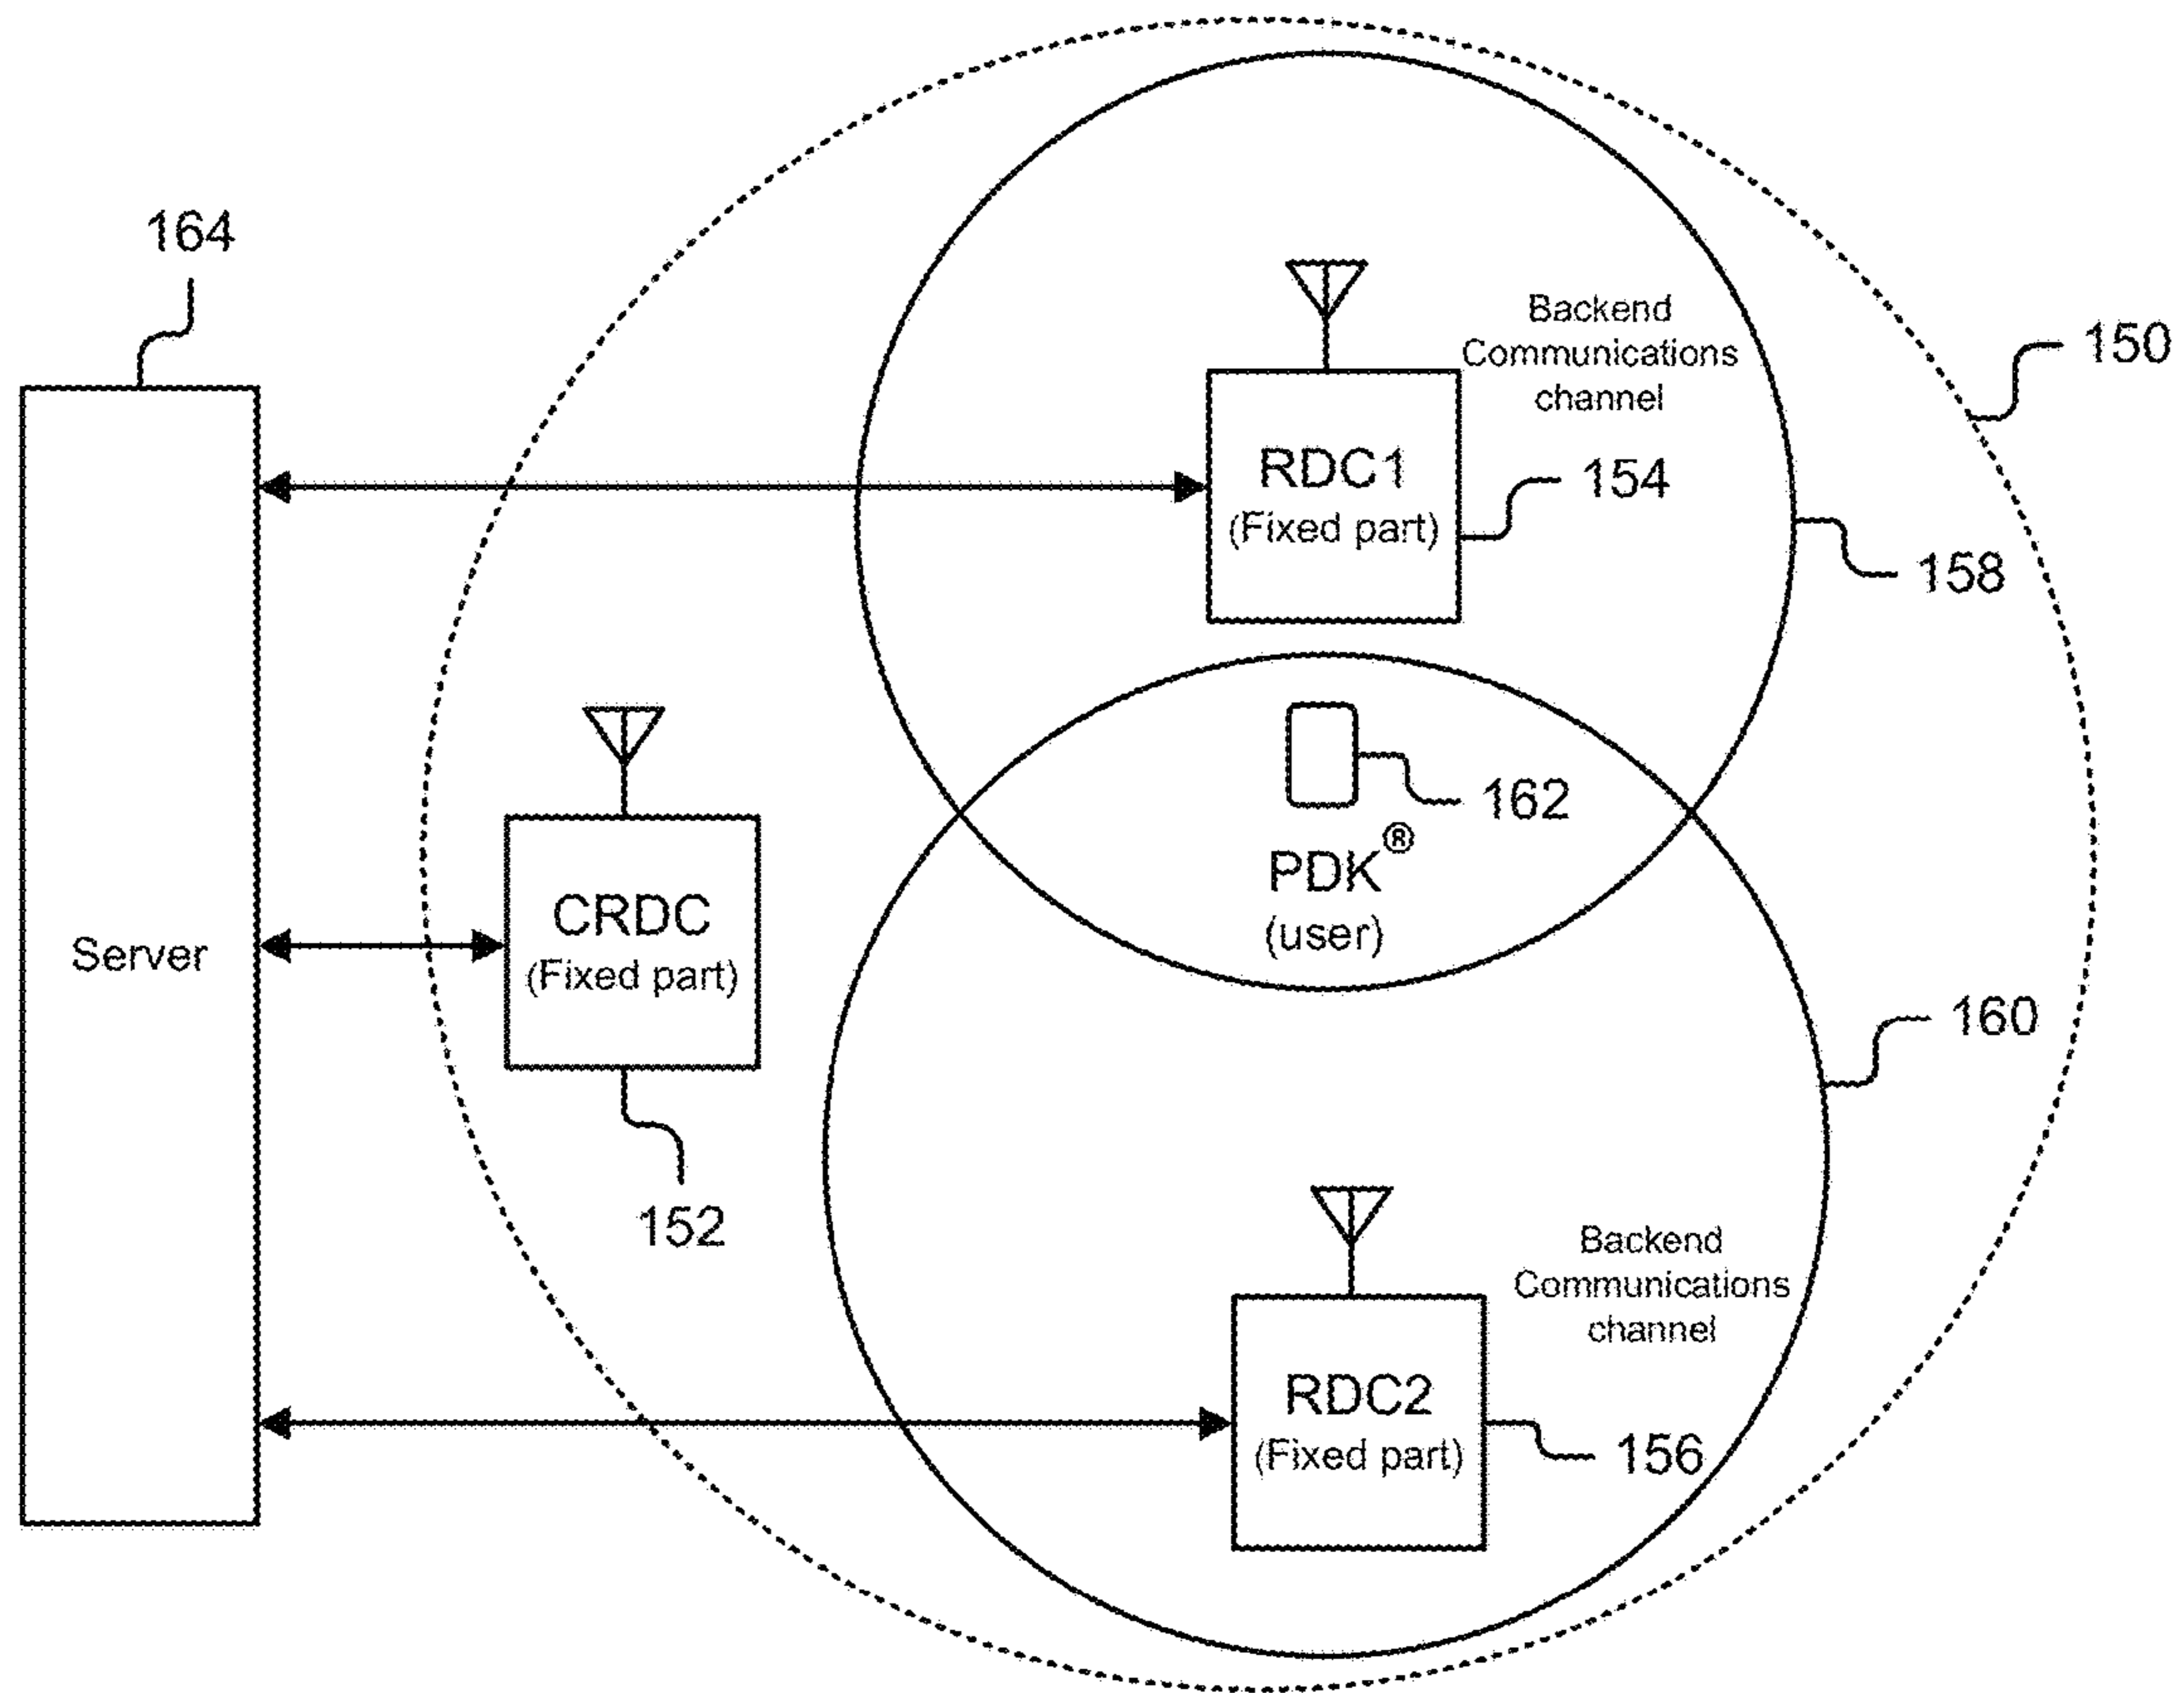 164
Backend
Communications
channel
150
RDC1
(Fixed part)
154
158
162
PDK®
(user)
CRDC
(Fixed part)
Server
160
152
Backend
Communications
channel
RDC2
(Fixed part)
156